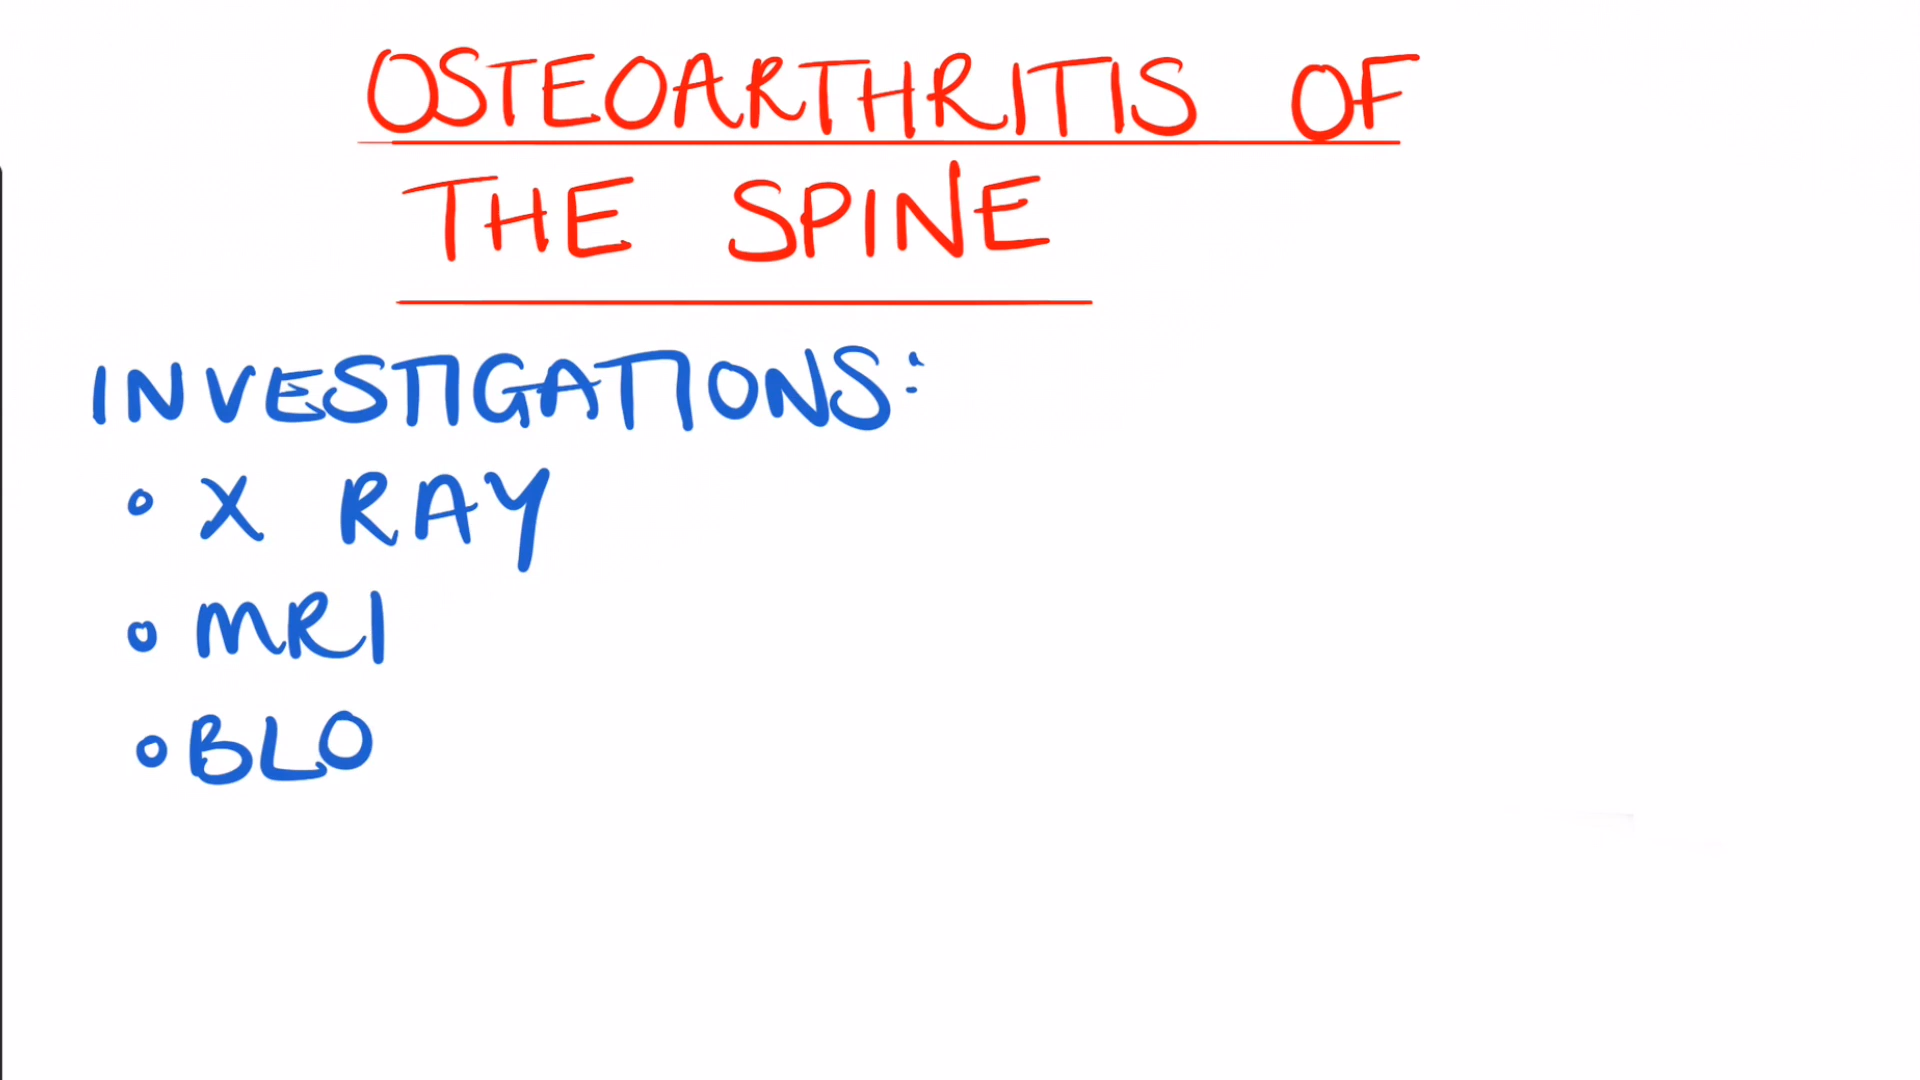 OSTEOARTHRITIS OF
THE SPINE
INVESTIGATIONS:
• X RAY
• MRI
• BLO